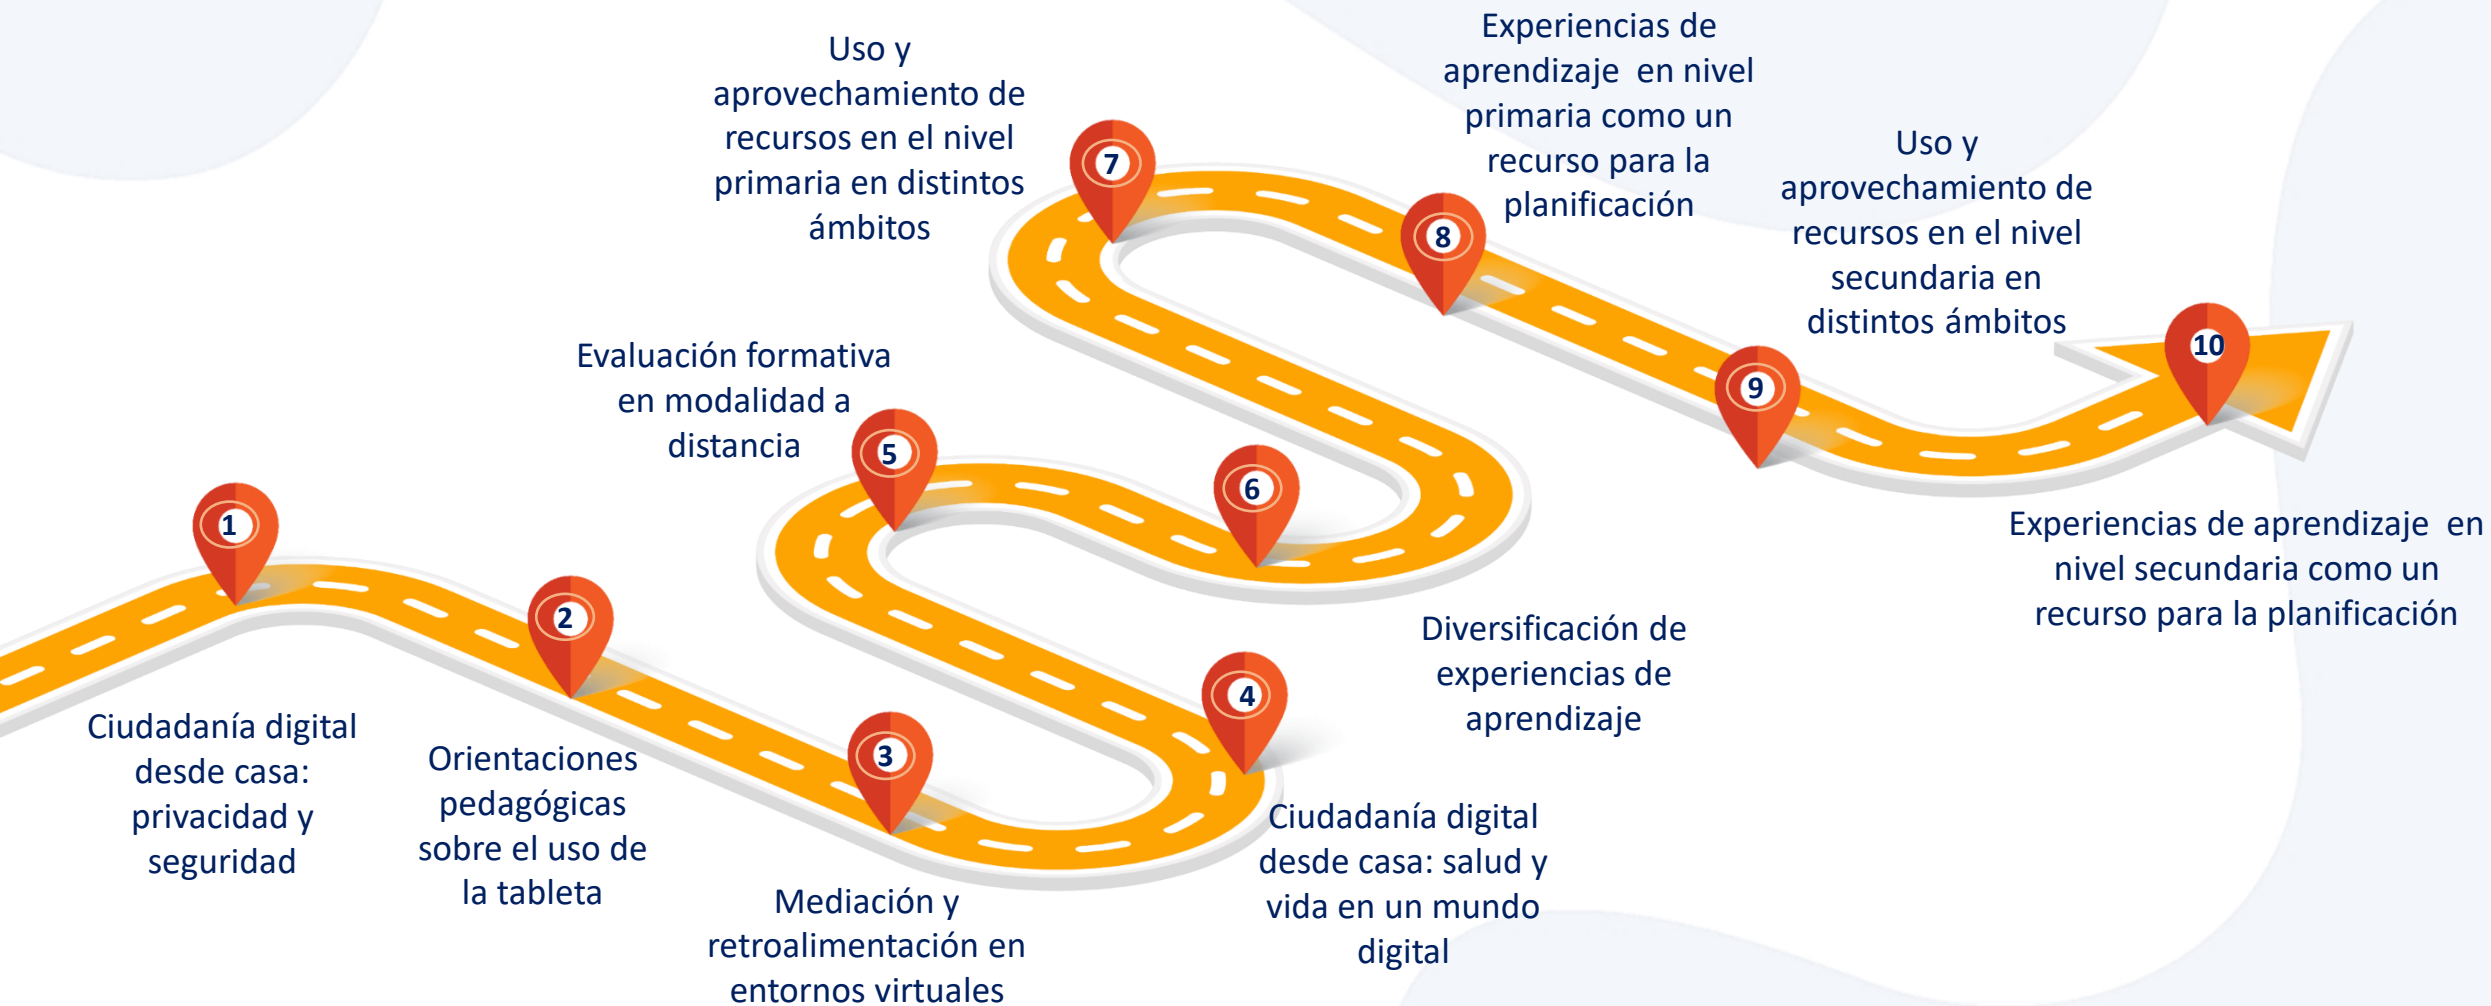 1
Ciudadanía digital
desde casa:
privacidad y
seguridad
2
Orientaciones
pedagógicas
sobre el uso de
la tableta
3
Mediación y
retroalimentación en
entornos virtuales
4
Ciudadanía digital
desde casa: salud y
vida en un mundo
digital
5
Evaluación formativa
en modalidad a
distancia
6
Diversificación de
experiencias de
aprendizaje
7
Uso y
aprovechamiento de
recursos en el nivel
primaria en distintos
ámbitos
8
Experiencias de
aprendizaje en nivel
primaria como un
recurso para la
planificación
9
Uso y
aprovechamiento de
recursos en el nivel
secundaria en
distintos ámbitos
10
Experiencias de aprendizaje en
nivel secundaria como un
recurso para la planificación